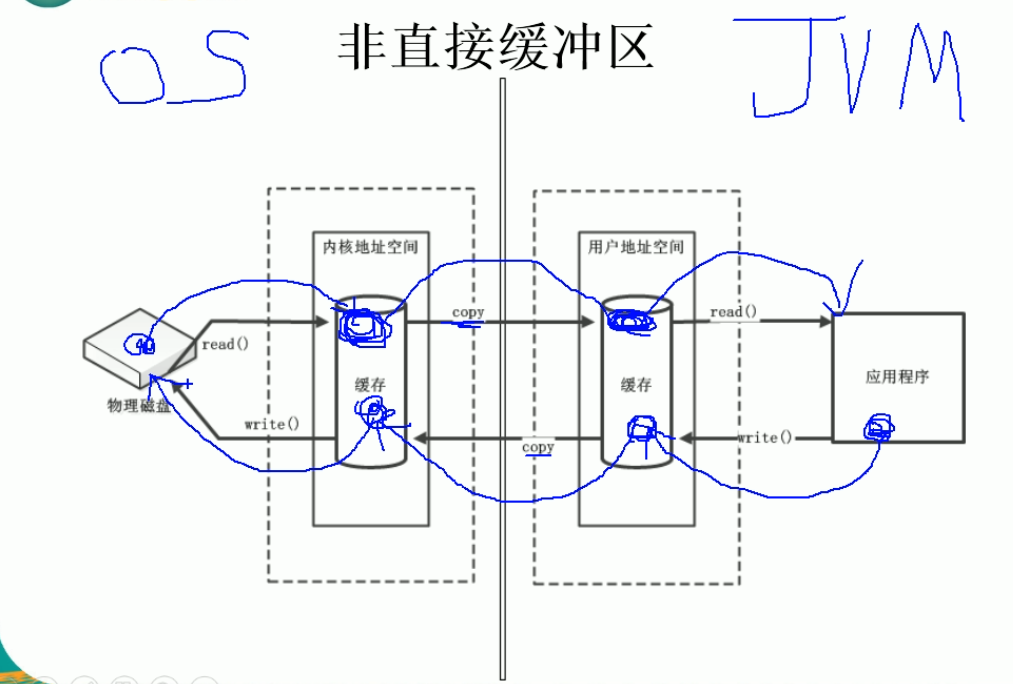 OS
非直接缓冲区
JVM
内核地址空间
用户地址空间
copy
read()
read()
缓存
缓存
应用程序
物理磁盘
write()
copy
write()